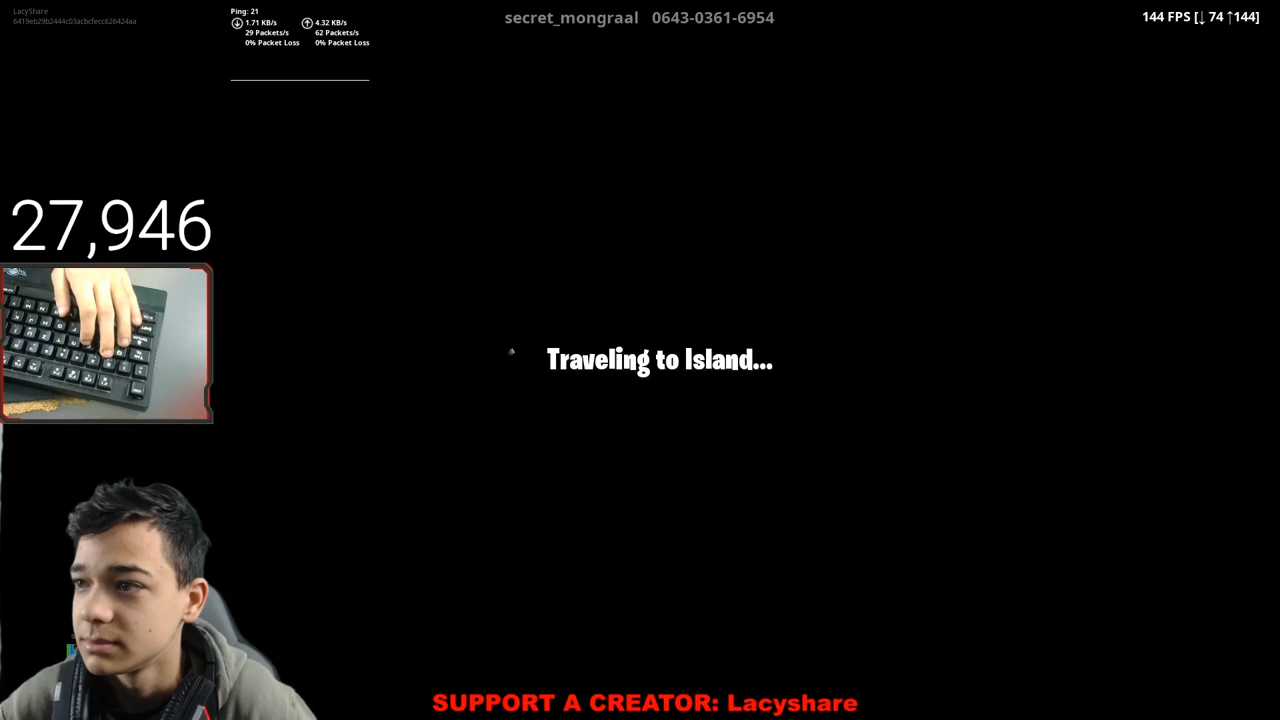 LacyShare
6419eb29b2444c03acbcfecc626424aa
Ping: 21
1.71 KB/s
4.32 KB/s
29 Packets/s
62 Packets/s
0% Packet Loss
0% Packet Loss
secret_mongraal 0643-0361-6954
144 FPS [↓ 74 ↑144]
27,946
Traveling to Island...
SUPPORT A CREATOR: Lacyshare